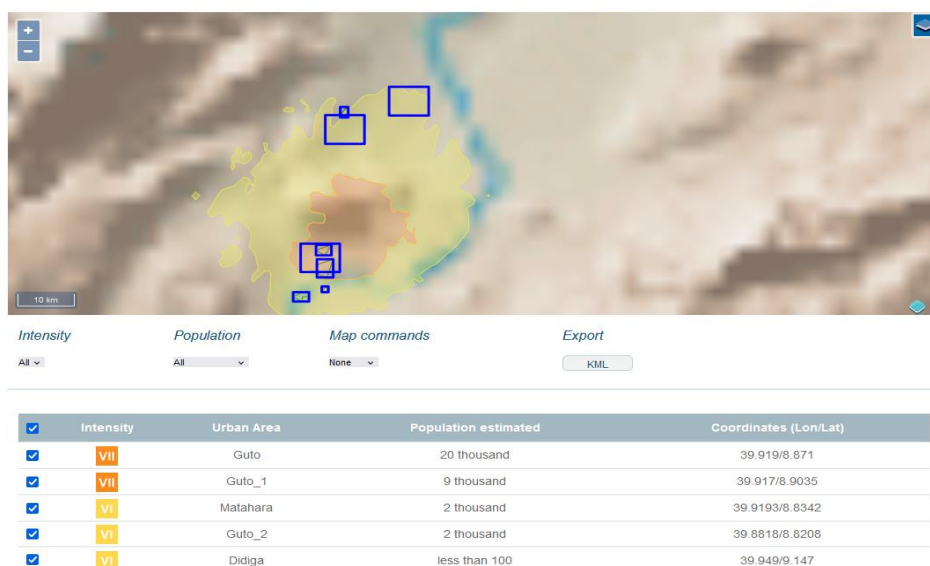 +
−
10 km
Intensity Population Map commands Export
All All None KML
Intensity Urban Area Population estimated Coordinates (Lon/Lat)
VII Guto 20 thousand 39.919/8.871
VII Guto_1 9 thousand 39.917/8.9035
VI Matahara 2 thousand 39.9193/8.8342
VI Guto_2 2 thousand 39.8818/8.8208
VI Didiga less than 100 39.949/9.147